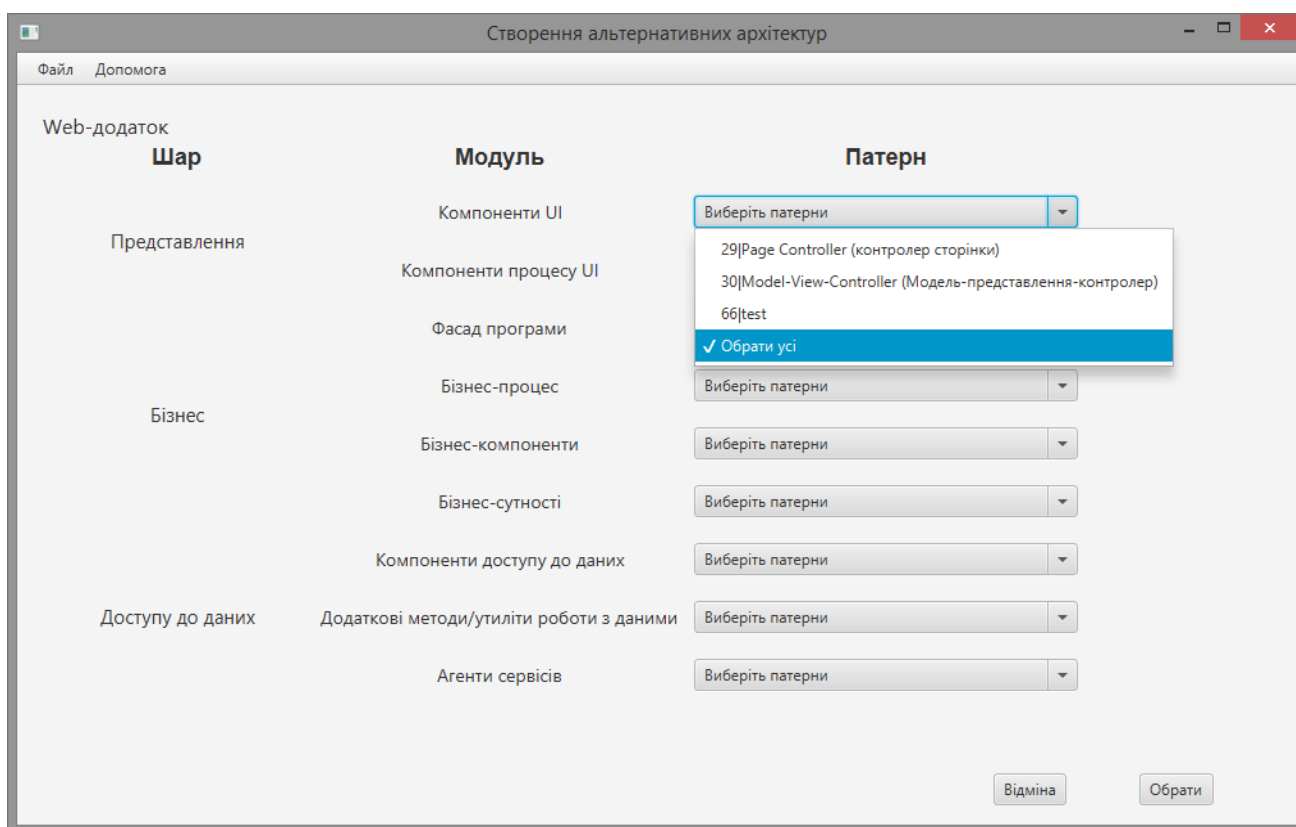 Створення альтернативних архітектур
Файл Допомога
Web-додаток
Шар Модуль Патерн
Компоненти UI Виберіть патерни
Представлення
29|Page Controller (контролер сторінки)
Компоненти процесу UI
30|Model-View-Controller (Модель-представлення-контролер)
66|test
Фасад програми
✓ Обрати усі
Бізнес-процес Виберіть патерни
Бізнес
Бізнес-компоненти Виберіть патерни
Бізнес-сутності Виберіть патерни
Компоненти доступу до даних Виберіть патерни
Доступу до даних Додаткові методи/утиліти роботи з даними Виберіть патерни
Агенти сервісів Виберіть патерни
Відміна Обрати